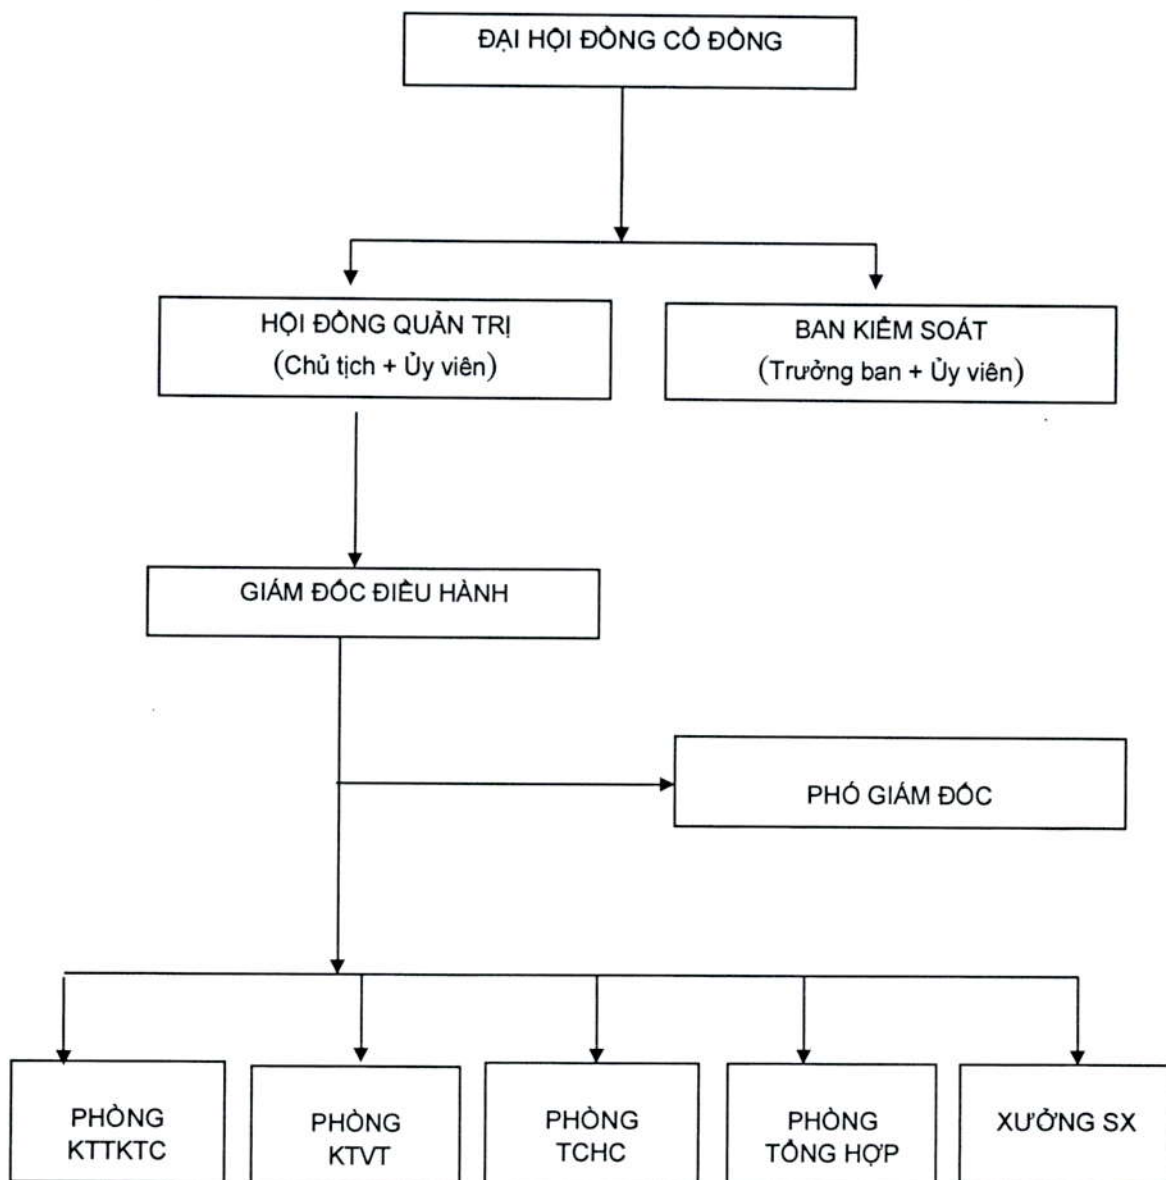 ĐẠI HỘI ĐỒNG CỔ ĐÔNG
HỘI ĐỒNG QUẢN TRỊ
(Chủ tịch + Ủy viên)
BAN KIỂM SOÁT
(Trưởng ban + Ủy viên)
GIÁM ĐỐC ĐIỀU HÀNH
PHÓ GIÁM ĐỐC
PHÒNG
KTTKTC
PHÒNG
KTVT
PHÒNG
TCHC
PHÒNG
TỔNG HỢP
XƯỞNG SX